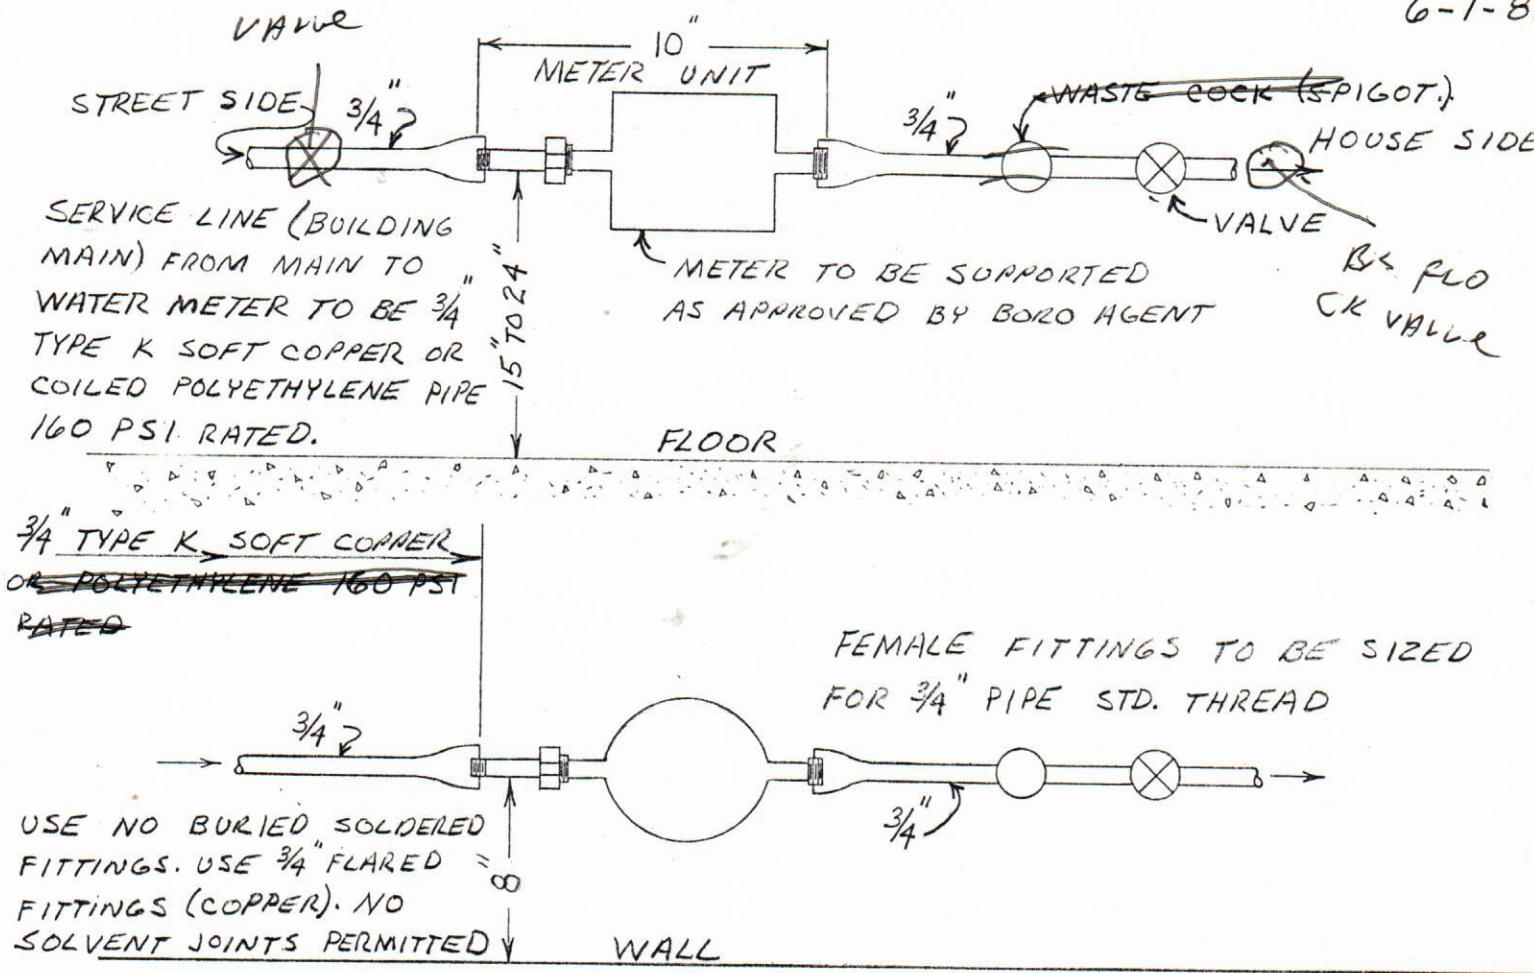 6-1-8
VALVE
10"
METER UNIT
STREET SIDE
3/4"
3/4"
WASTE COCK (SPIGOT.)
HOUSE SIDE
VALVE
SERVICE LINE (BUILDING
MAIN) FROM MAIN TO
WATER METER TO BE 3/4"
TYPE K SOFT COPPER OR
COILED POLYETHYLENE PIPE
160 PSI RATED.
15" TO 24"
METER TO BE SUPPORTED
AS APPROVED BY BORO AGENT
FLO
CK VALVE
FLOOR
3/4" TYPE K SOFT COPPER
OR POLYETHYLENE 160 PSI
RATED
FEMALE FITTINGS TO BE SIZED
FOR 3/4" PIPE STD. THREAD
3/4"
3/4"
USE NO BURIED SOLDERED
FITTINGS. USE 3/4" FLARED
FITTINGS (COPPER). NO
SOLVENT JOINTS PERMITTED
8"
WALL